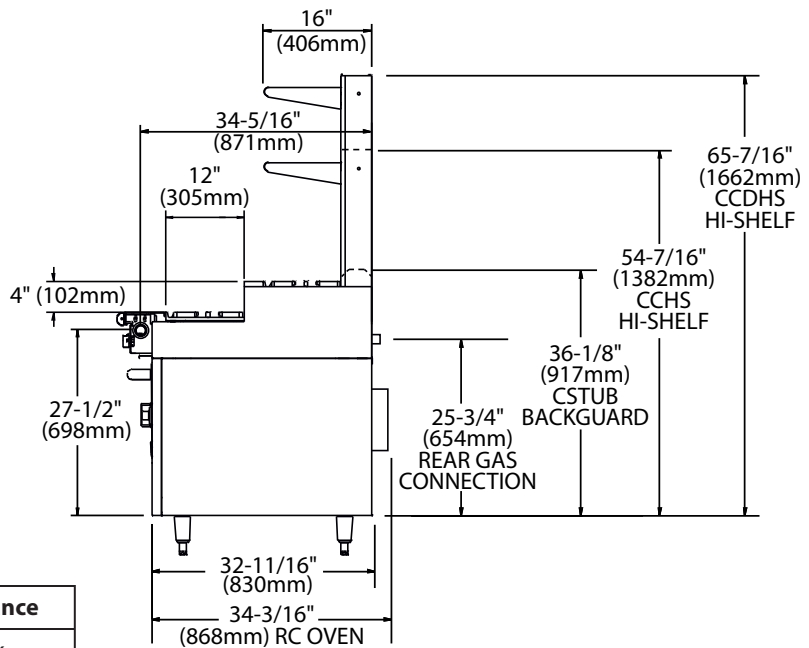 16"
(406mm)
34-5/16"
(871mm)
12"
(305mm)
4" (102mm)
65-7/16"
(1662mm)
CCDHS
HI-SHELF
54-7/16"
(1382mm)
CCHS
HI-SHELF
36-1/8"
(917mm)
CSTUB
BACKGUARD
27-1/2"
(698mm)
25-3/4"
(654mm)
REAR GAS
CONNECTION
32-11/16"
(830mm)
34-3/16"
(868mm) RC OVEN
nce